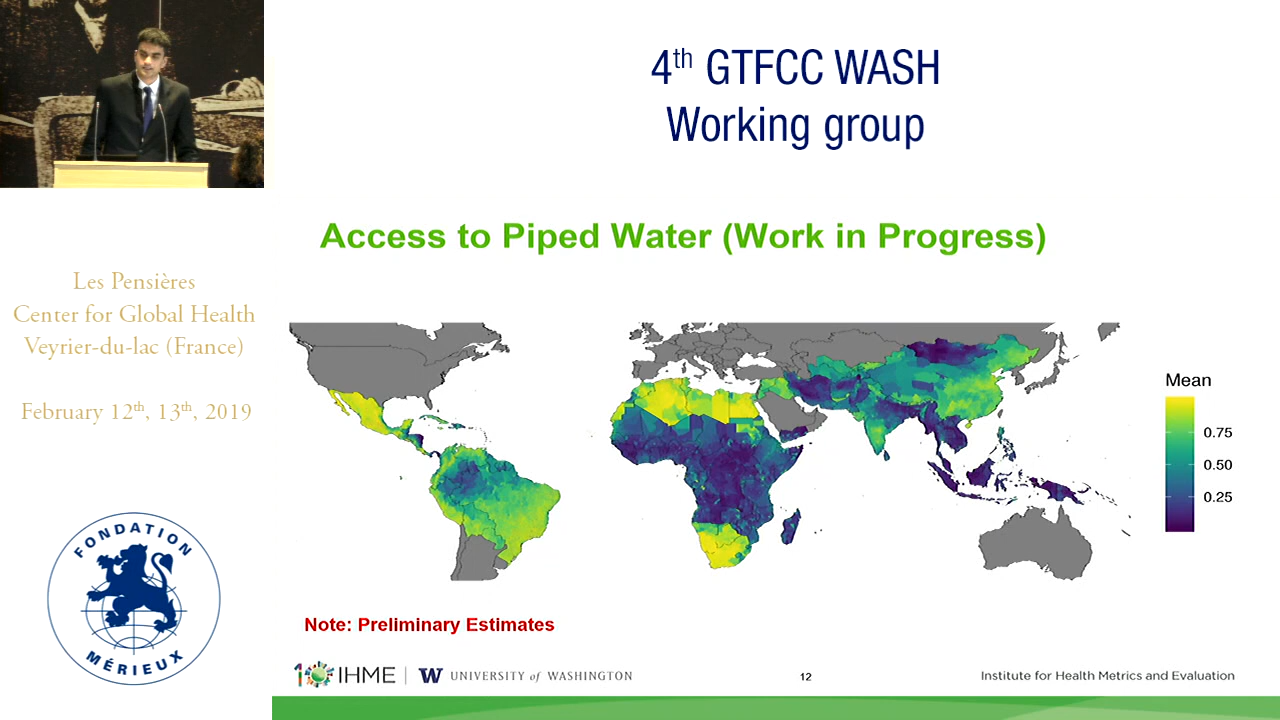 4th GTFCC WASH
Working group
Access to Piped Water (Work in Progress)
Les Pensières
Center for Global Health
Veyrier-du-lac (France)
February 12th, 13th, 2019
Mean
0.75
0.50
0.25
FONDATION
MÉRIEUX
Note: Preliminary Estimates
10 IHME | W UNIVERSITY of WASHINGTON
12
Institute for Health Metrics and Evaluation